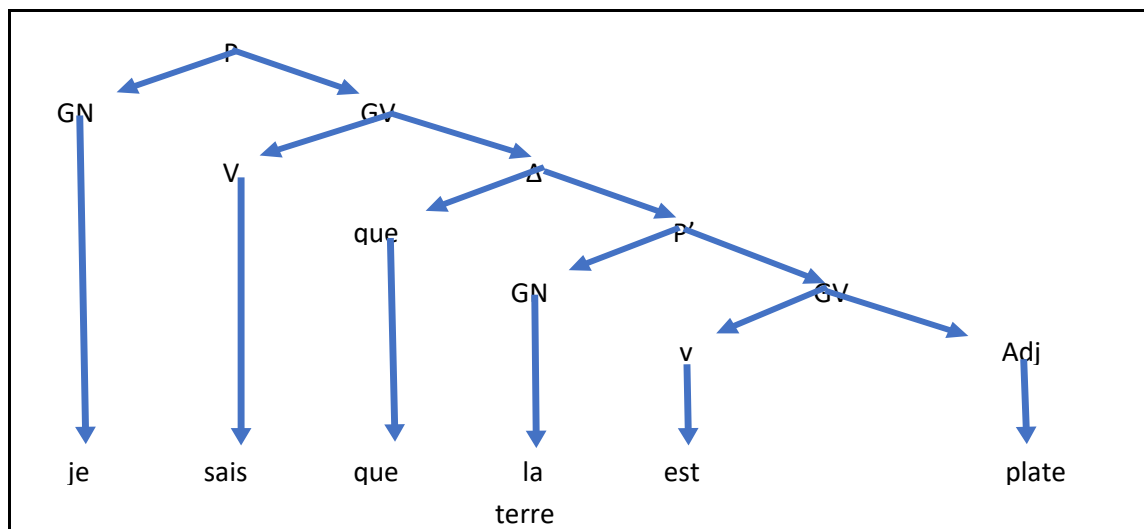 P
GN GV
V Δ
que P’
GN GV
v Adj
je sais que la est plate
terre